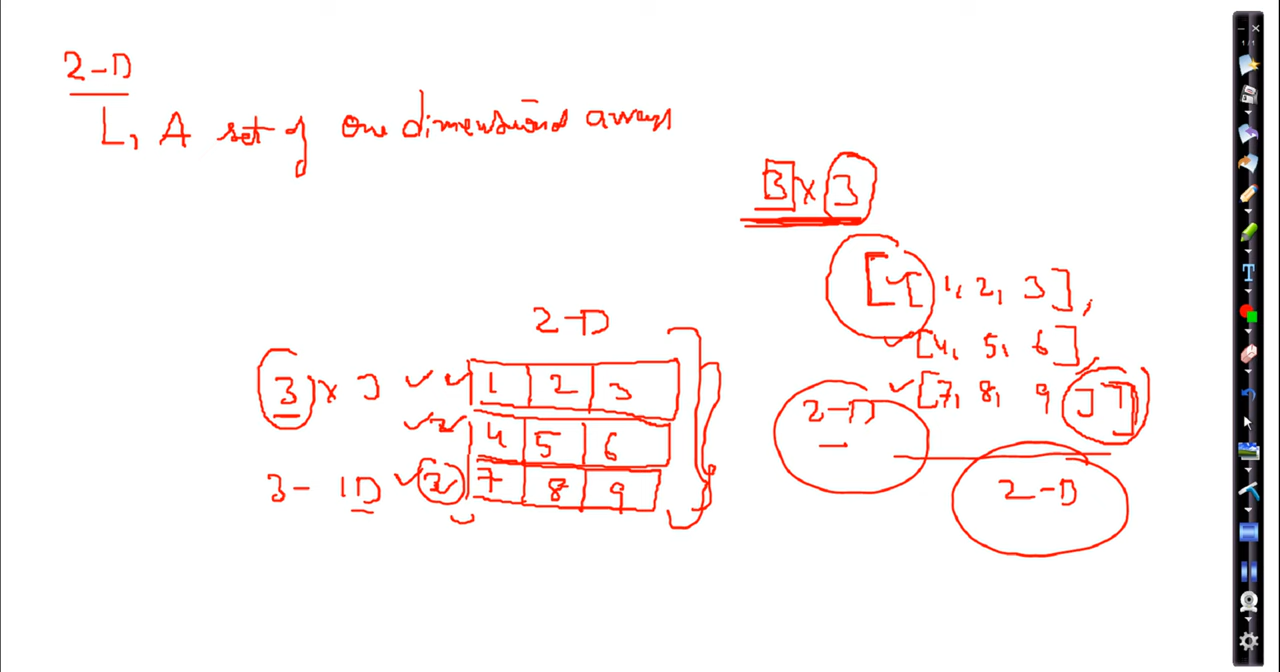 2-D
L, A set of one dimensional arrays
3 x 3
[[1, 2, 3],
[4, 5, 6],
[7, 8, 9]]
2-D
2-D
2-D
3 x 3
1 2 3
4 5 6
3 - 1D
7 8 9